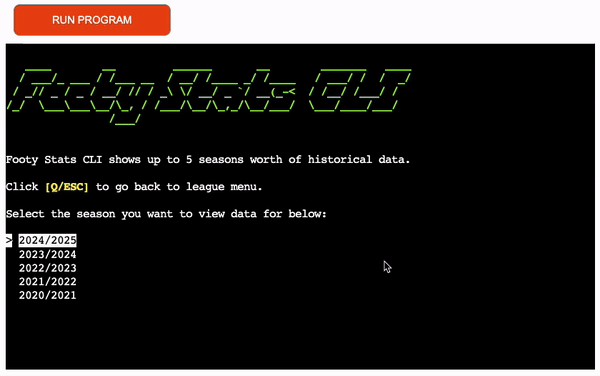 RUN PROGRAM
Footy Stats CLI
Footy Stats CLI shows up to 5 seasons worth of historical data.
Click [Q/ESC] to go back to league menu.
Select the season you want to view data for below:
> 2024/2025
2023/2024
2022/2023
2021/2022
2020/2021